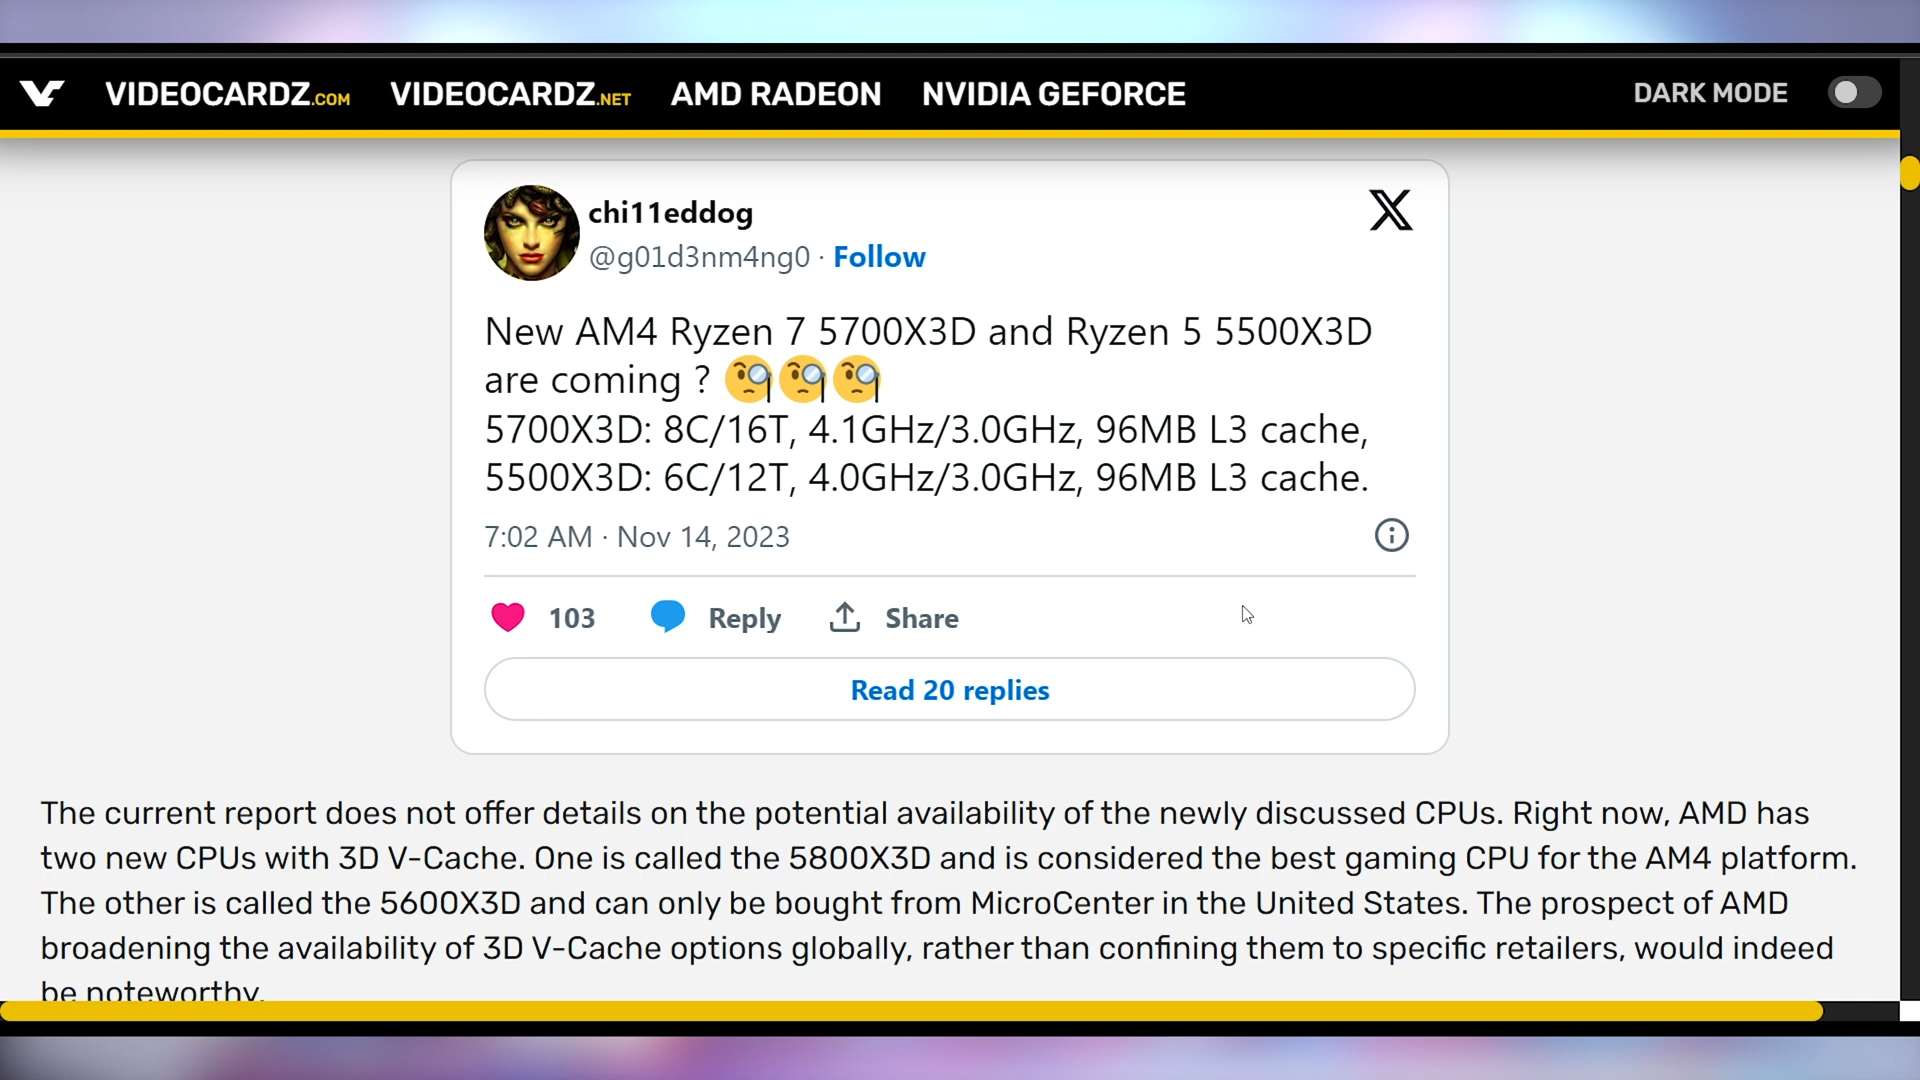 VIDEOCARDZ.COM VIDEOCARDZ.NET AMD RADEON NVIDIA GEFORCE DARK MODE
chi11eddog
@g01d3nm4ng0 · Follow
New AM4 Ryzen 7 5700X3D and Ryzen 5 5500X3D
are coming ? 🧐🧐🧐
5700X3D: 8C/16T, 4.1GHz/3.0GHz, 96MB L3 cache,
5500X3D: 6C/12T, 4.0GHz/3.0GHz, 96MB L3 cache.
7:02 AM · Nov 14, 2023
103 Reply Share
Read 20 replies
The current report does not offer details on the potential availability of the newly discussed CPUs. Right now, AMD has
two new CPUs with 3D V-Cache. One is called the 5800X3D and is considered the best gaming CPU for the AM4 platform.
The other is called the 5600X3D and can only be bought from MicroCenter in the United States. The prospect of AMD
broadening the availability of 3D V-Cache options globally, rather than confining them to specific retailers, would indeed
be noteworthy.